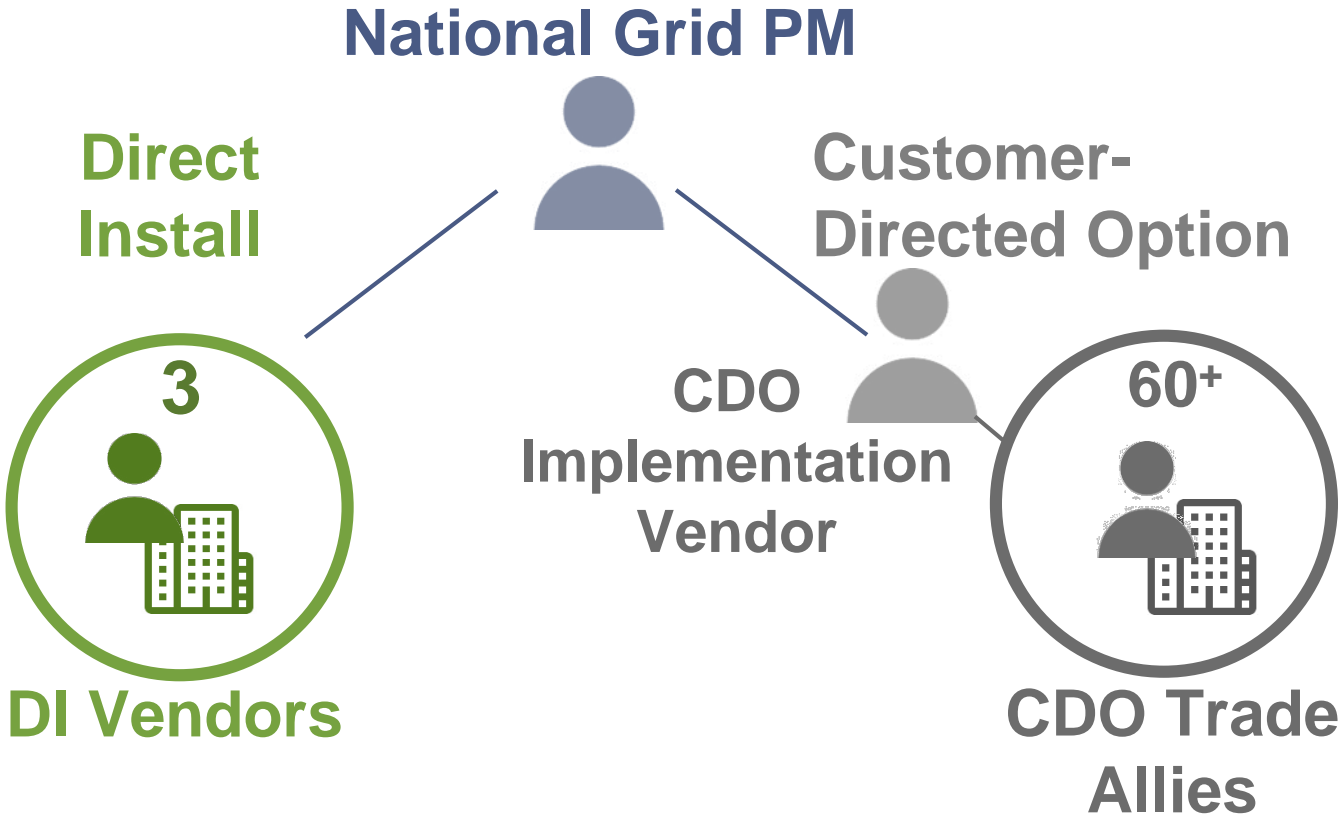 National Grid PM
Direct
Install
Customer-
Directed Option
3
DI Vendors
CDO
Implementation
Vendor
60+
CDO Trade
Allies